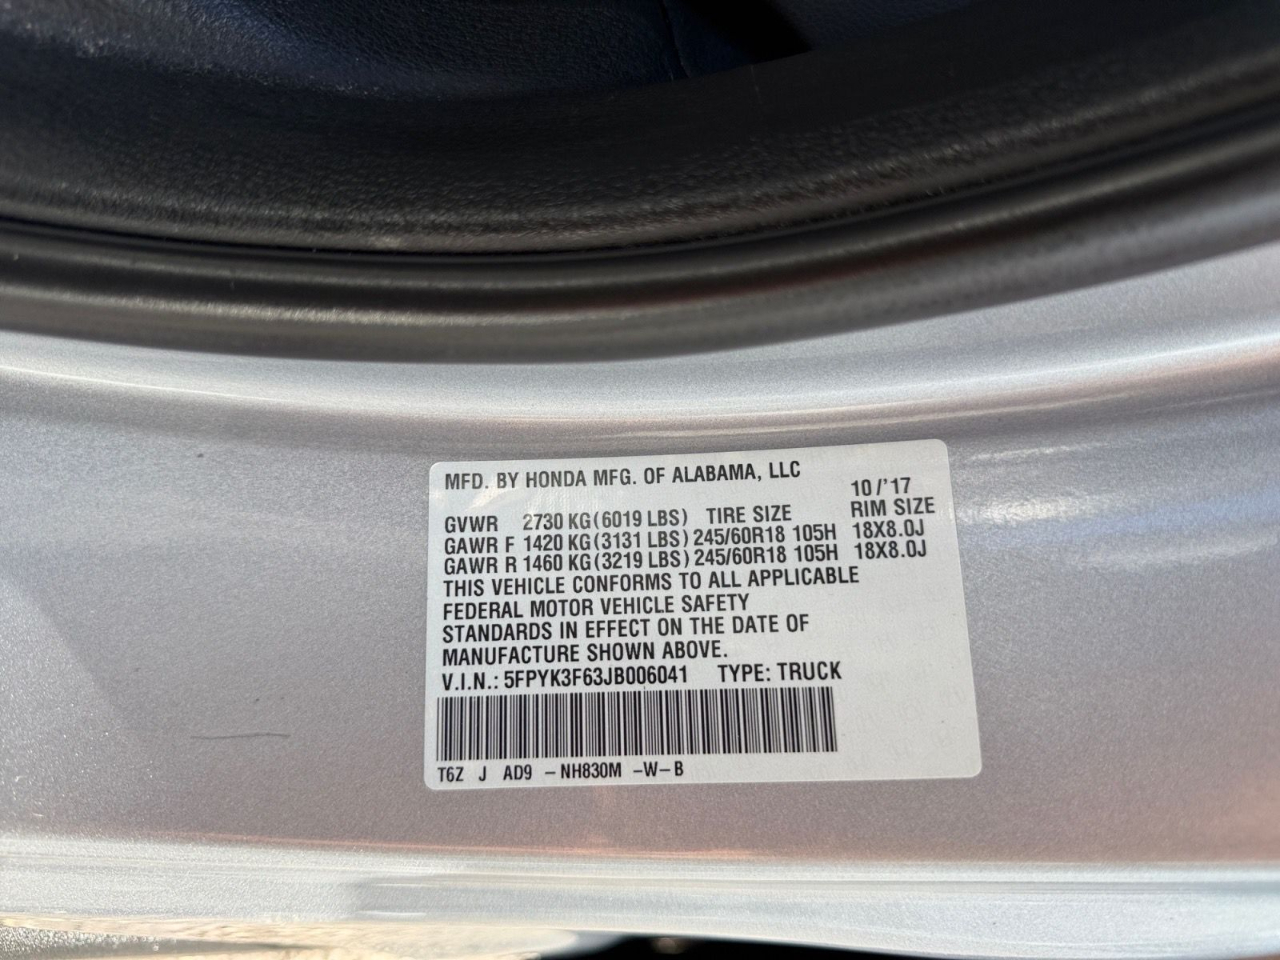 MFD. BY HONDA MFG. OF ALABAMA, LLC
10/'17
GVWR 2730 KG (6019 LBS) TIRE SIZE RIM SIZE
GAWR F 1420 KG (3131 LBS) 245/60R18 105H 18X8.0J
GAWR R 1460 KG (3219 LBS) 245/60R18 105H 18X8.0J
THIS VEHICLE CONFORMS TO ALL APPLICABLE
FEDERAL MOTOR VEHICLE SAFETY
STANDARDS IN EFFECT ON THE DATE OF
MANUFACTURE SHOWN ABOVE.
V.I.N.: 5FPYK3F63JB006041 TYPE: TRUCK
T6Z J AD9 -NH830M -W-B